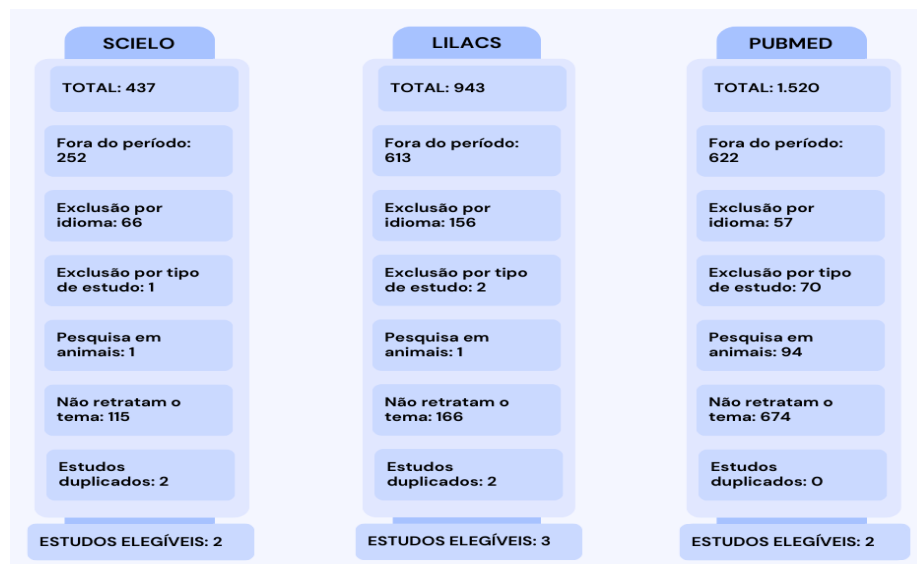 SCIELO
TOTAL: 437
Fora do período:
252
Exclusão por
idioma: 66
Exclusão por tipo
de estudo: 1
Pesquisa em
animais: 1
Não retratam o
tema: 115
Estudos
duplicados: 2
ESTUDOS ELEGÍVEIS: 2
LILACS
TOTAL: 943
Fora do período:
613
Exclusão por
idioma: 156
Exclusão por tipo
de estudo: 2
Pesquisa em
animais: 1
Não retratam o
tema: 166
Estudos
duplicados: 2
ESTUDOS ELEGÍVEIS: 3
PUBMED
TOTAL: 1.520
Fora do período:
622
Exclusão por
idioma: 57
Exclusão por tipo
de estudo: 70
Pesquisa em
animais: 94
Não retratam o
tema: 674
Estudos
duplicados: 0
ESTUDOS ELEGÍVEIS: 2